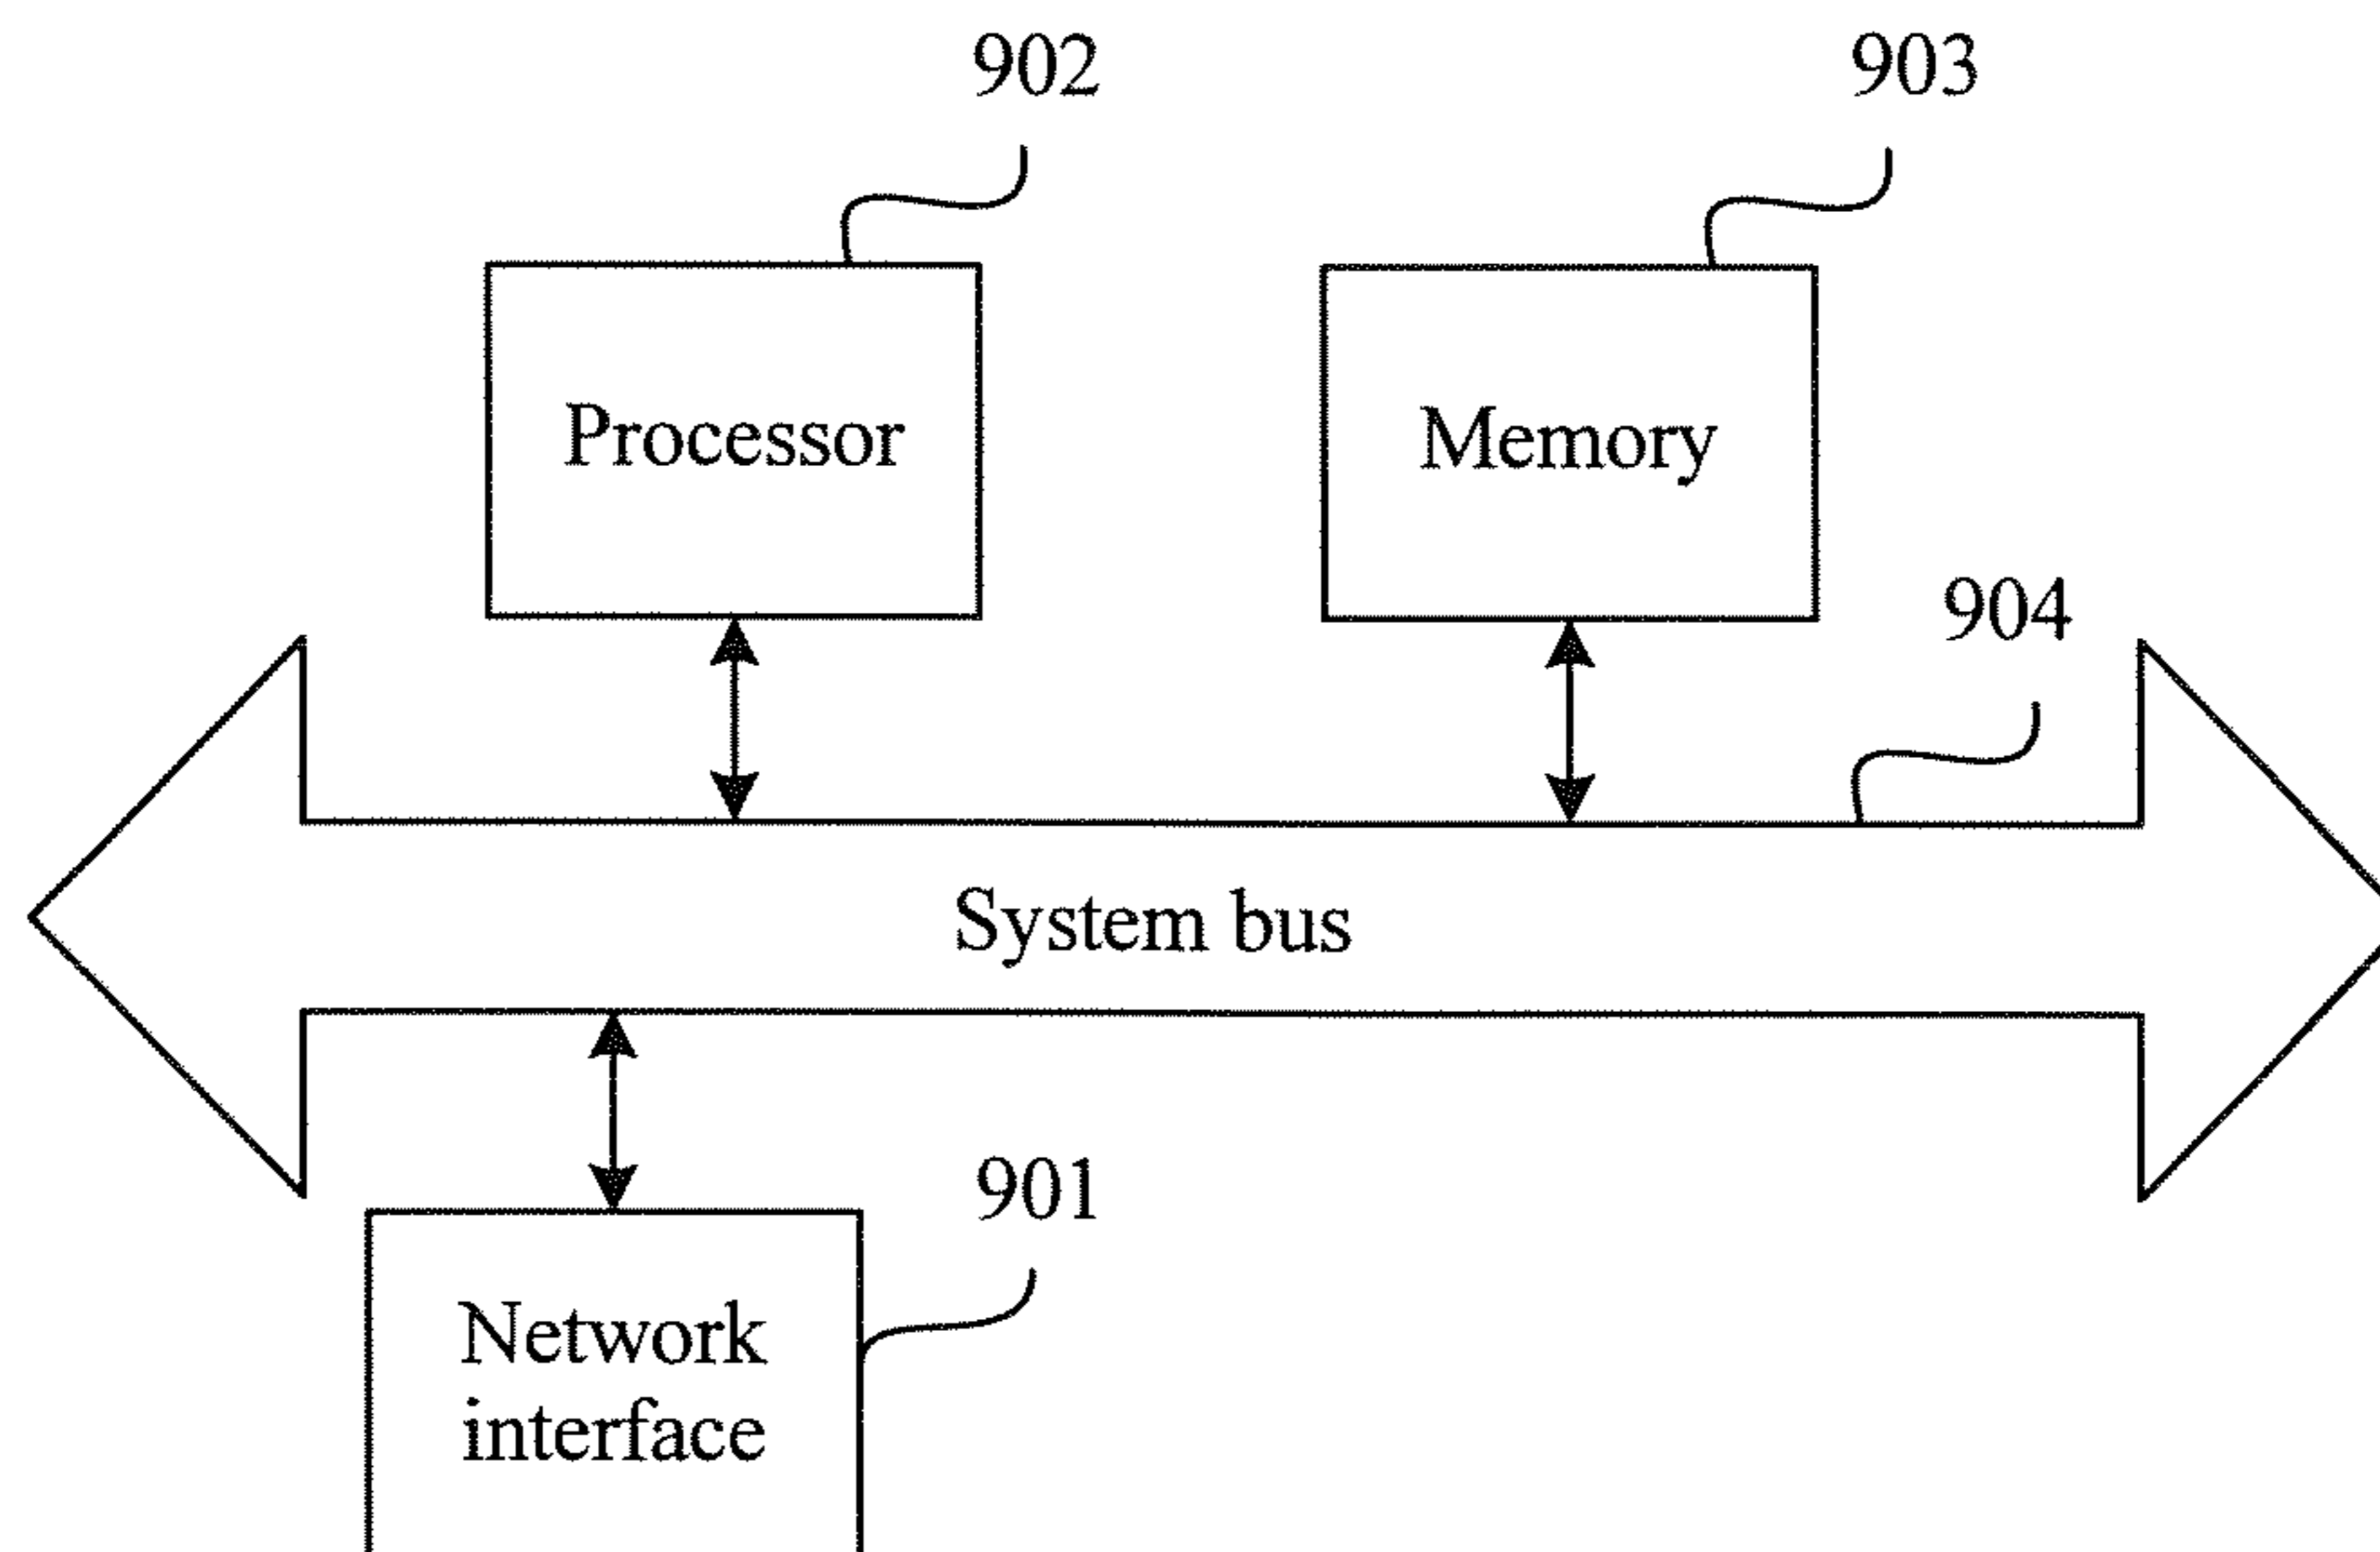 902
903
Processor
Memory
904
System bus
901
Network
interface